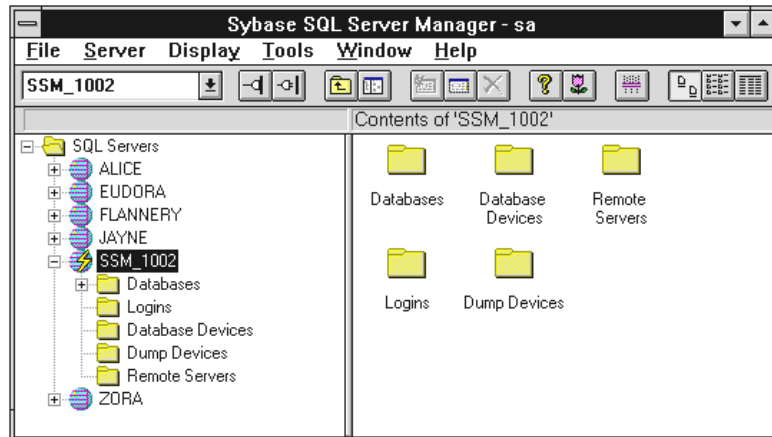 Sybase SQL Server Manager - sa
File Server Display Tools Window Help
SSM_1002
Contents of 'SSM_1002'
SQL Servers
ALICE
EUDORA
FLANNERY
JAYNE
SSM_1002
Databases
Logins
Database Devices
Dump Devices
Remote Servers
ZORA
Databases
Database
Devices
Remote
Servers
Logins
Dump Devices